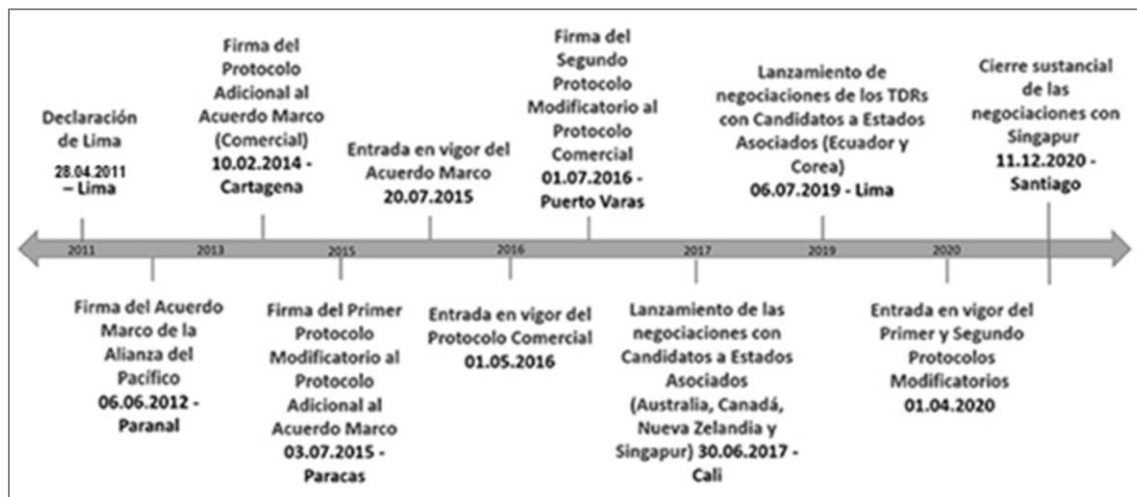 Declaración
de Lima
28.04.2011
– Lima
Firma del
Protocolo
Adicional al
Acuerdo Marco
(Comercial)
10.02.2014 -
Cartagena
Entrada en vigor del
Acuerdo Marco
20.07.2015
Firma del
Segundo
Protocolo
Modificatorio al
Protocolo
Comercial
01.07.2016 -
Puerto Varas
Lanzamiento de
negociaciones de los TDRs
con Candidatos a Estados
Asociados (Ecuador y
Corea)
06.07.2019 - Lima
Cierre sustancial
de las
negociaciones con
Singapur
11.12.2020 -
Santiago
2011 2013 2015 2016 2017 2019 2020
Firma del Acuerdo
Marco de la
Alianza del
Pacífico
06.06.2012 -
Paranal
Firma del Primer
Protocolo
Modificatorio al
Protocolo
Adicional al
Acuerdo Marco
03.07.2015 -
Paracas
Entrada en vigor del
Protocolo Comercial
01.05.2016
Lanzamiento de las
negociaciones con
Candidatos a Estados
Asociados
(Australia, Canadá,
Nueva Zelandia y
Singapur) 30.06.2017 -
Cali
Entrada en vigor del
Primer y Segundo
Protocolos
Modificatorios
01.04.2020